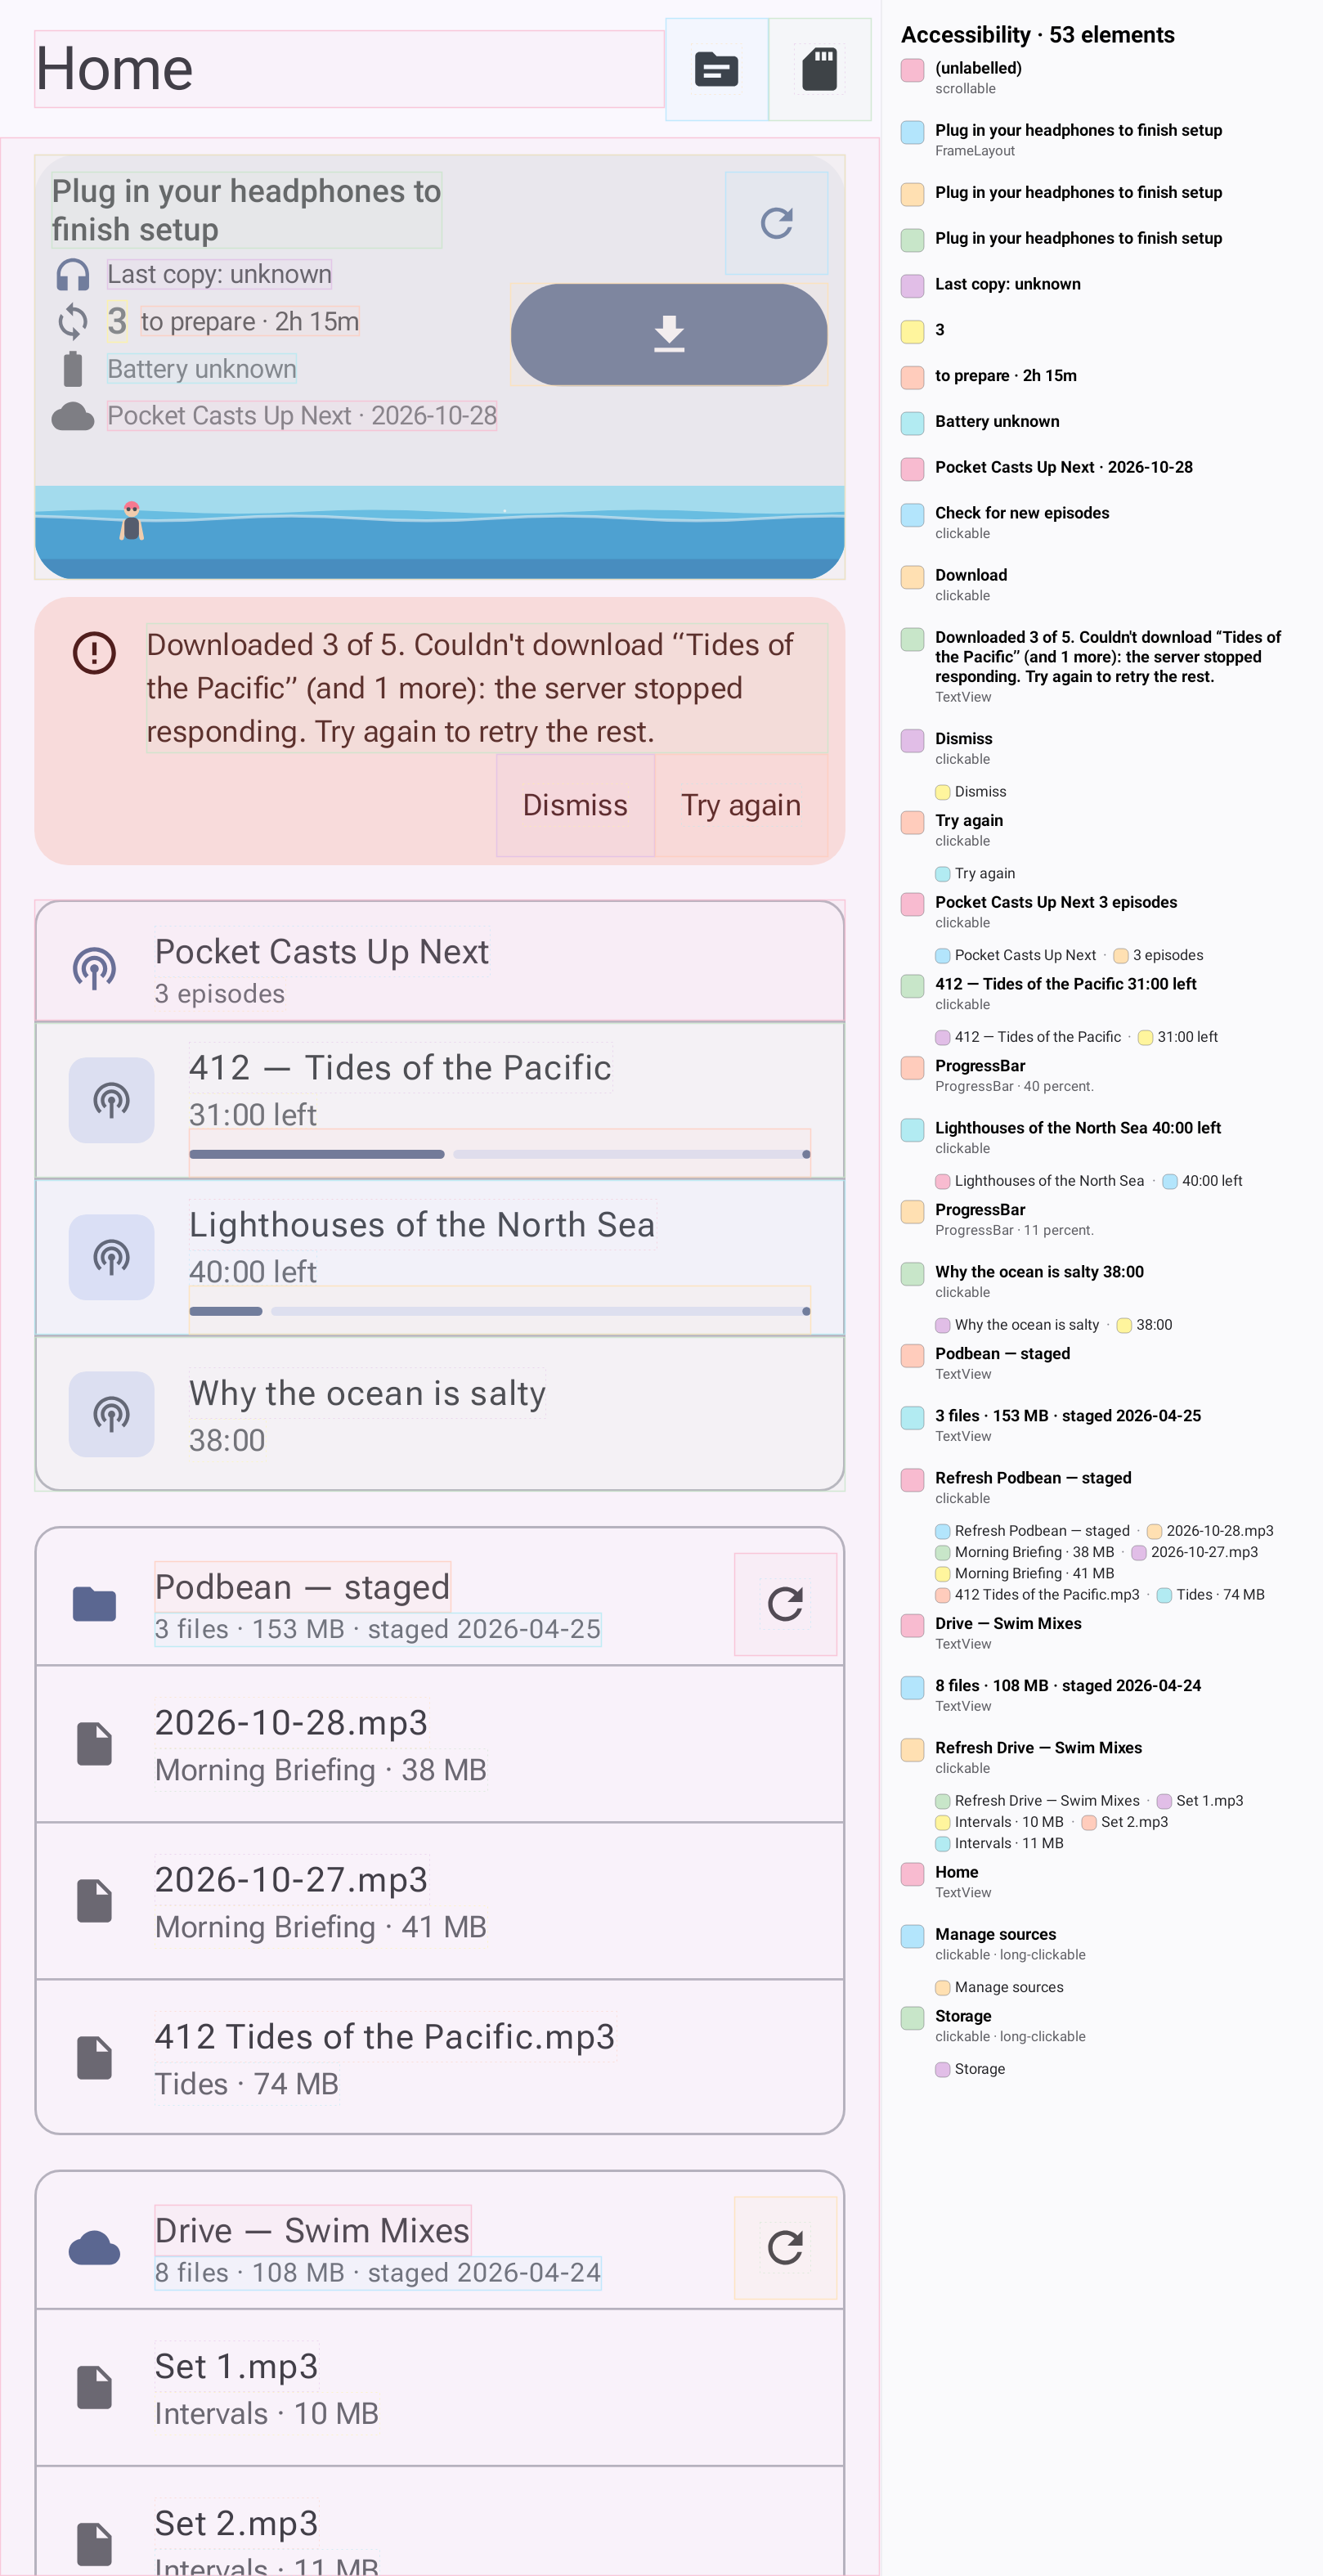 Home
Plug in your headphones to
finish setup
Last copy: unknown
3 to prepare · 2h 15m
Battery unknown
Pocket Casts Up Next · 2026-10-28
Downloaded 3 of 5. Couldn't download “Tides of
the Pacific” (and 1 more): the server stopped
responding. Try again to retry the rest.
Dismiss
Try again
Pocket Casts Up Next
3 episodes
412 — Tides of the Pacific
31:00 left
Lighthouses of the North Sea
40:00 left
Why the ocean is salty
38:00
Podbean — staged
3 files · 153 MB · staged 2026-04-25
2026-10-28.mp3
Morning Briefing · 38 MB
2026-10-27.mp3
Morning Briefing · 41 MB
412 Tides of the Pacific.mp3
Tides · 74 MB
Drive — Swim Mixes
8 files · 108 MB · staged 2026-04-24
Set 1.mp3
Intervals · 10 MB
Set 2.mp3
Intervals · 11 MB
Accessibility · 53 elements
(unlabelled)
scrollable
Plug in your headphones to finish setup
FrameLayout
Plug in your headphones to finish setup
Plug in your headphones to finish setup
Last copy: unknown
3
to prepare · 2h 15m
Battery unknown
Pocket Casts Up Next · 2026-10-28
Check for new episodes
clickable
Download
clickable
Downloaded 3 of 5. Couldn't download “Tides of
the Pacific” (and 1 more): the server stopped
responding. Try again to retry the rest.
TextView
Dismiss
clickable
Dismiss
Try again
clickable
Try again
Pocket Casts Up Next 3 episodes
clickable
Pocket Casts Up Next · 3 episodes
412 — Tides of the Pacific 31:00 left
clickable
412 — Tides of the Pacific · 31:00 left
ProgressBar
ProgressBar · 40 percent.
Lighthouses of the North Sea 40:00 left
clickable
Lighthouses of the North Sea · 40:00 left
ProgressBar
ProgressBar · 11 percent.
Why the ocean is salty 38:00
clickable
Why the ocean is salty · 38:00
Podbean — staged
TextView
3 files · 153 MB · staged 2026-04-25
TextView
Refresh Podbean — staged
clickable
Refresh Podbean — staged · 2026-10-28.mp3
Morning Briefing · 38 MB · 2026-10-27.mp3
Morning Briefing · 41 MB
412 Tides of the Pacific.mp3 · Tides · 74 MB
Drive — Swim Mixes
TextView
8 files · 108 MB · staged 2026-04-24
TextView
Refresh Drive — Swim Mixes
clickable
Refresh Drive — Swim Mixes · Set 1.mp3
Intervals · 10 MB · Set 2.mp3
Intervals · 11 MB
Home
TextView
Manage sources
clickable · long-clickable
Manage sources
Storage
clickable · long-clickable
Storage